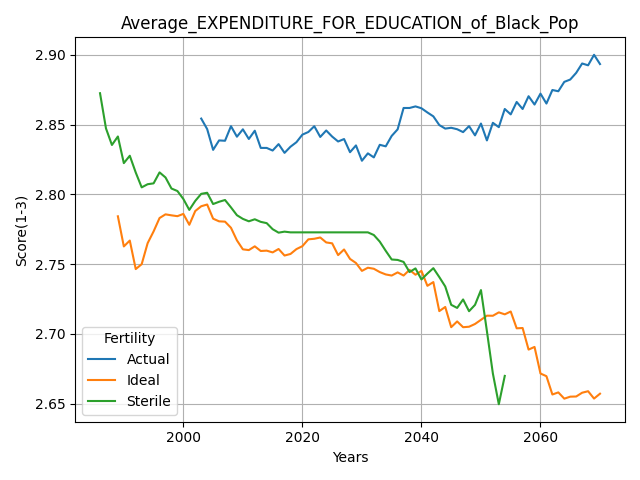 Average_EXPENDITURE_FOR_EDUCATION_of_Black_Pop
Score(1-3)
2.90
2.85
2.80
2.75
2.70
2.65
Fertility
Actual
Ideal
Sterile
2000
2020
2040
2060
Years